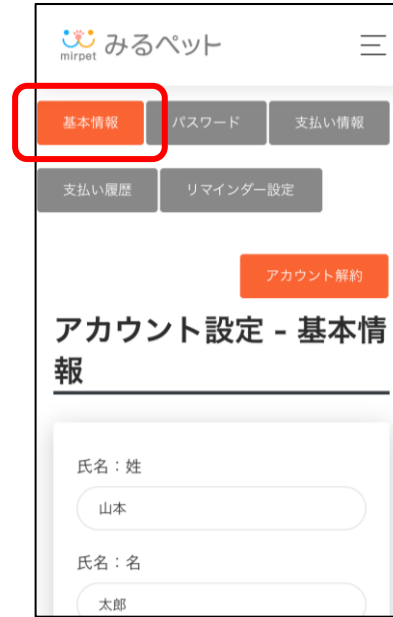 みるペット
mirpet
基本情報 パスワード 支払い情報
支払い履歴 リマインダー設定
アカウント解約
アカウント設定 - 基本情
報
氏名：姓
山本
氏名：名
太郎